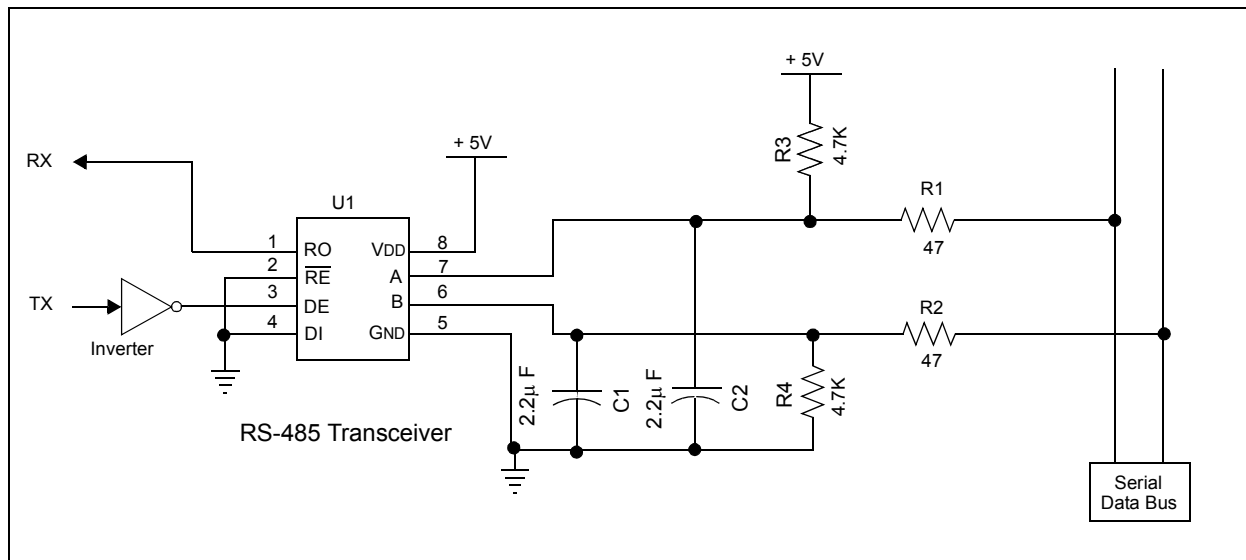 + 5V
R3
4.7K
RX
+ 5V
U1
R1
47
1
2
3
4
RO
RE
DE
DI
VDD
A
B
GND
8
7
6
5
TX
Inverter
R2
47
2.2μ F
C1
2.2μ F
C2
R4
4.7K
RS-485 Transceiver
Serial
Data Bus